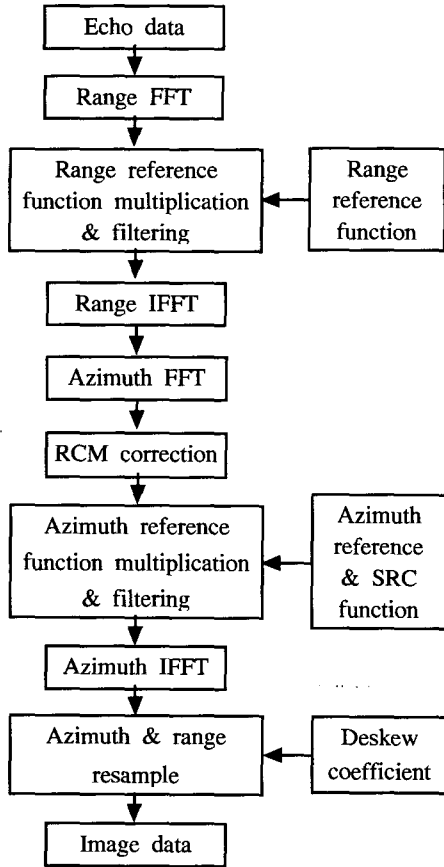 Echo data
Range FFT
Range reference
function multiplication
& filtering
Range
reference
function
Range IFFT
Azimuth FFT
RCM correction
Azimuth reference
function multiplication
& filtering
Azimuth
reference
& SRC
function
Azimuth IFFT
Azimuth & range
resample
Deskew
coefficient
Image data